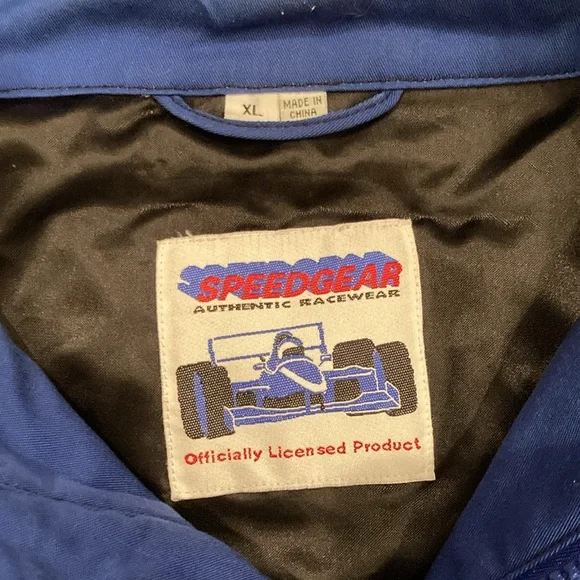 XL
MADE IN
CHINA
SPEEDGEAR
AUTHENTIC RACEWEAR
Officially Licensed Product